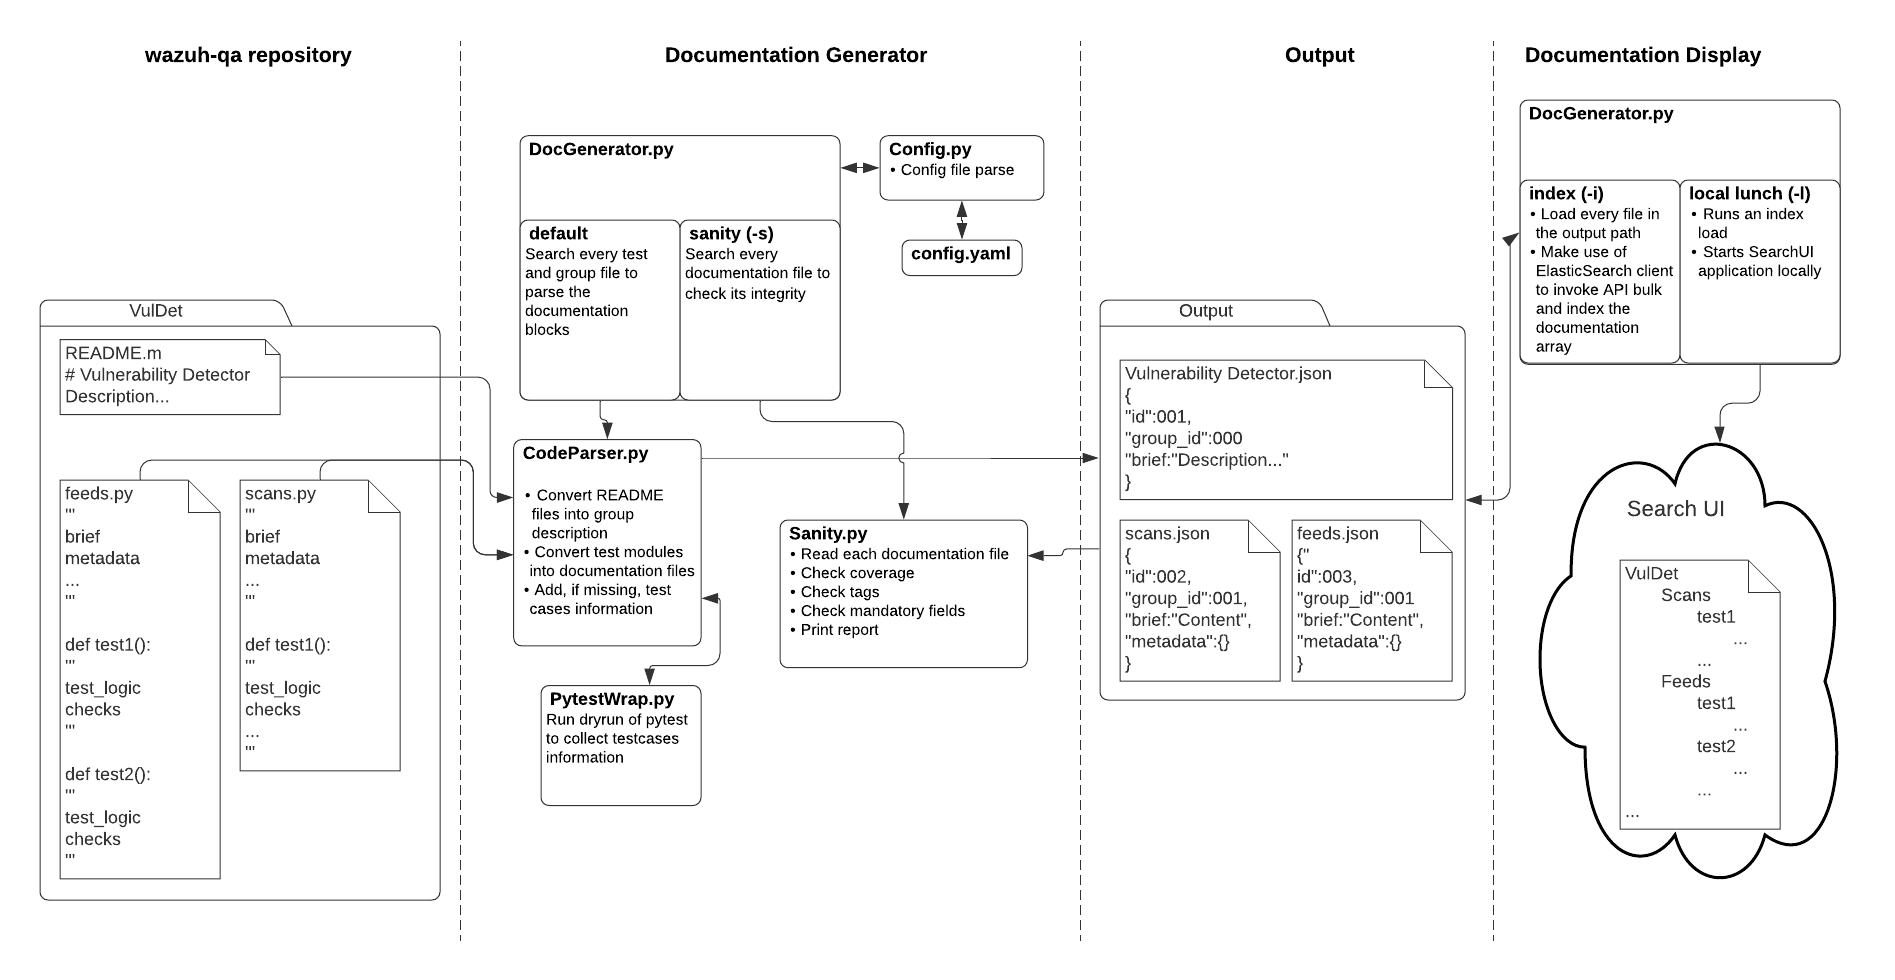 wazuh-qa repository
Documentation Generator
Output
Documentation Display
VulDet
README.m
# Vulnerability Detector
Description...
feeds.py
'''
brief
metadata
...
'''
def test1():
'''
test_logic
checks
'''
def test2():
'''
test_logic
checks
'''
scans.py
'''
brief
metadata
...
'''
def test1():
'''
test_logic
checks
...
'''
DocGenerator.py
default
Search every test
and group file to
parse the
documentation
blocks
sanity (-s)
Search every
documentation file to
check its integrity
Config.py
• Config file parse
config.yaml
CodeParser.py
• Convert README
files into group
description
• Convert test modules
into documentation files
• Add, if missing, test
cases information
PytestWrap.py
Run dryrun of pytest
to collect testcases
information
Sanity.py
• Read each documentation file
• Check coverage
• Check tags
• Check mandatory fields
• Print report
Output
Vulnerability Detector.json
{
"id":001,
"group_id":000
"brief:"Description..."
}
scans.json
{
"id":002,
"group_id":001,
"brief:"Content",
"metadata":{}
}
feeds.json
{"
id":003,
"group_id":001
"brief:"Content",
"metadata":{}
}
DocGenerator.py
index (-i)
• Load every file in
the output path
• Make use of
ElasticSearch client
to invoke API bulk
and index the
documentation
array
local lunch (-l)
• Runs an index
load
• Starts SearchUI
application locally
Search UI
VulDet
Scans
test1
...
...
Feeds
test1
...
test2
...
...
...